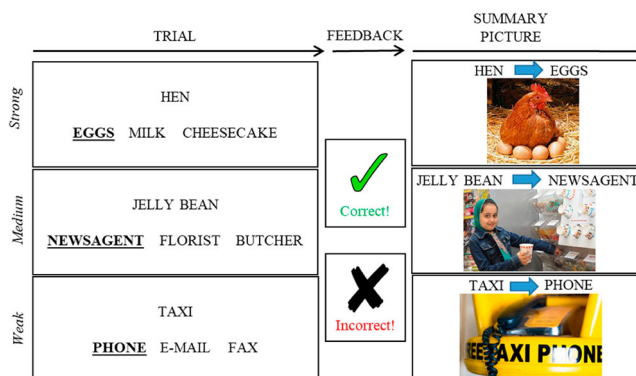 TRIAL
FEEDBACK
SUMMARY
PICTURE
Strong
HEN
EGGS MILK CHEESECAKE
HEN EGGS
Medium
JELLY BEAN
NEWSAGENT FLORIST BUTCHER
Correct!
JELLY BEAN NEWSAGENT
Weak
TAXI
PHONE E-MAIL FAX
Incorrect!
TAXI PHONE
TAXI PHONE